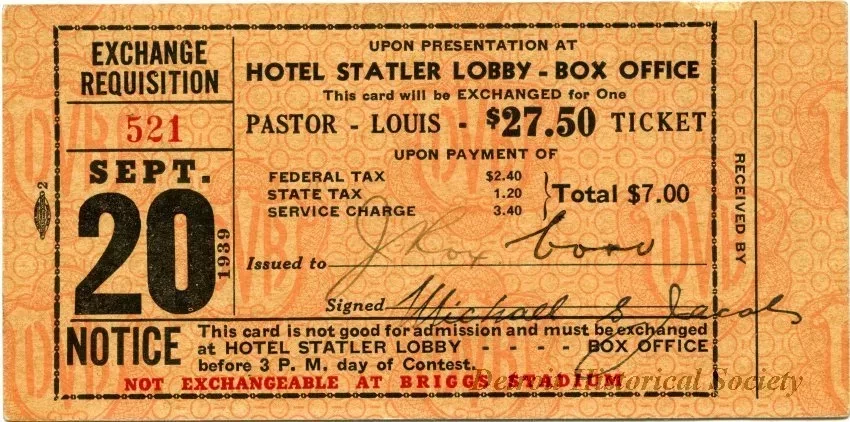 EXCHANGE
REQUISITION
521
SEPT.
20
1939
2
UPON PRESENTATION AT
HOTEL STATLER LOBBY - BOX OFFICE
This card will be EXCHANGED for One
PASTOR - LOUIS - $27.50 TICKET
UPON PAYMENT OF
FEDERAL TAX $2.40
STATE TAX 1.20
SERVICE CHARGE 3.40
Total $7.00
Issued to J Rox
Signed Michael S Jacobs
NOTICE
This card is not good for admission and must be exchanged
at HOTEL STATLER LOBBY - - - - BOX OFFICE
before 3 P. M. day of Contest.
NOT EXCHANGEABLE AT BRIGGS STADIUM
RECEIVED BY
Detroit Historical Society